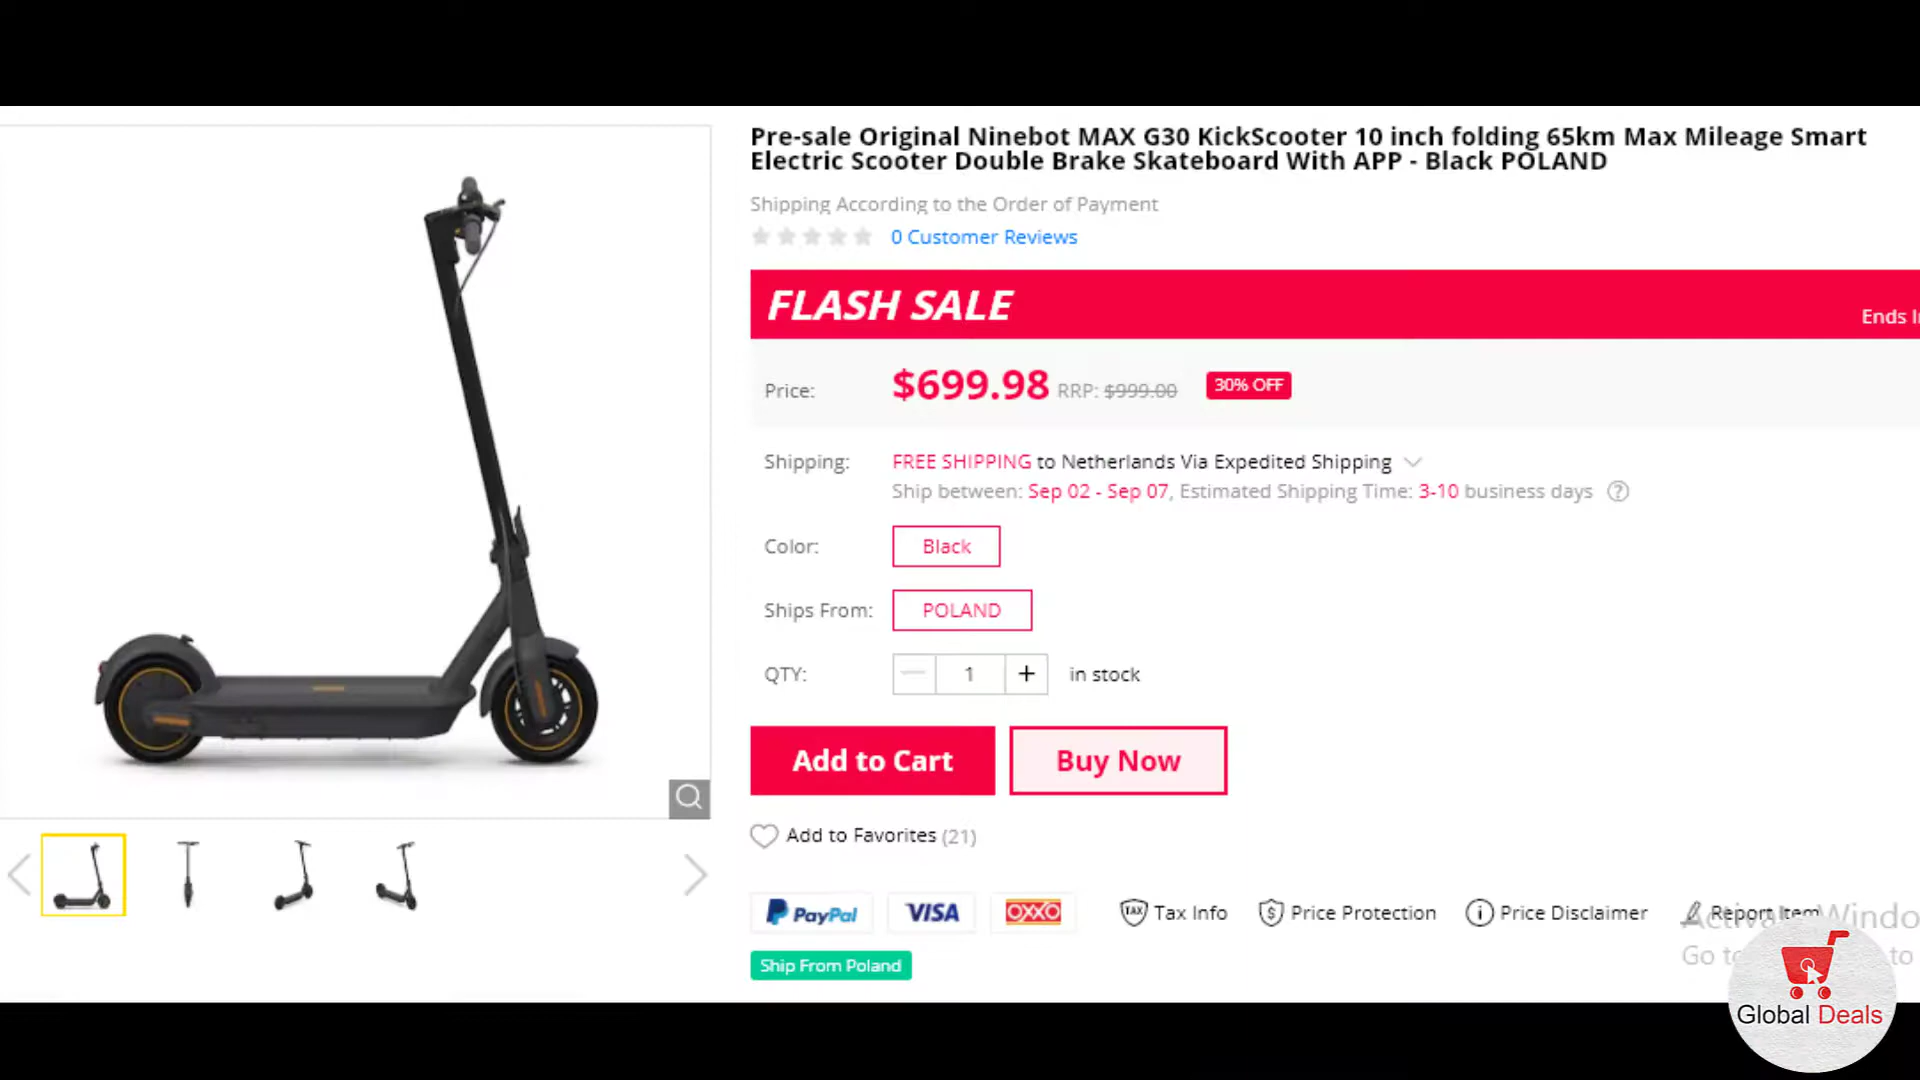 Pre-sale Original Ninebot MAX G30 KickScooter 10 inch folding 65km Max Mileage Smart
Electric Scooter Double Brake Skateboard With APP - Black POLAND
Shipping According to the Order of Payment
0 Customer Reviews
FLASH SALE
Ends
Price: $699.98 RRP: $999.00 30% OFF
Shipping: FREE SHIPPING to Netherlands Via Expedited Shipping
Ship between: Sep 02 - Sep 07, Estimated Shipping Time: 3-10 business days ?
Color: Black
Ships From: POLAND
QTY: — 1 + in stock
Add to Cart Buy Now
Add to Favorites (21)
PayPal VISA OXXO TAX Tax Info $ Price Protection i Price Disclaimer Report Item
Activate
Go to
Ship From Poland
Global Deals